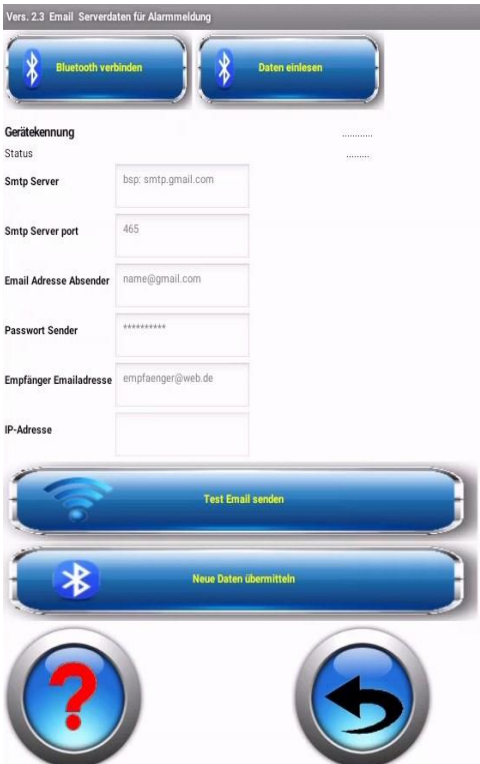 Vers. 2.3 Email Serverdaten für Alarmmeldung
Bluetooth verbinden
Daten einlesen
Gerätekennung ............
Status .........
Smtp Server bsp: smtp.gmail.com
Smtp Server port 465
Email Adresse Absender name@gmail.com
Passwort Sender **********
Empfänger Emailadresse empfaenger@web.de
IP-Adresse
Test Email senden
Neue Daten übermitteln
?